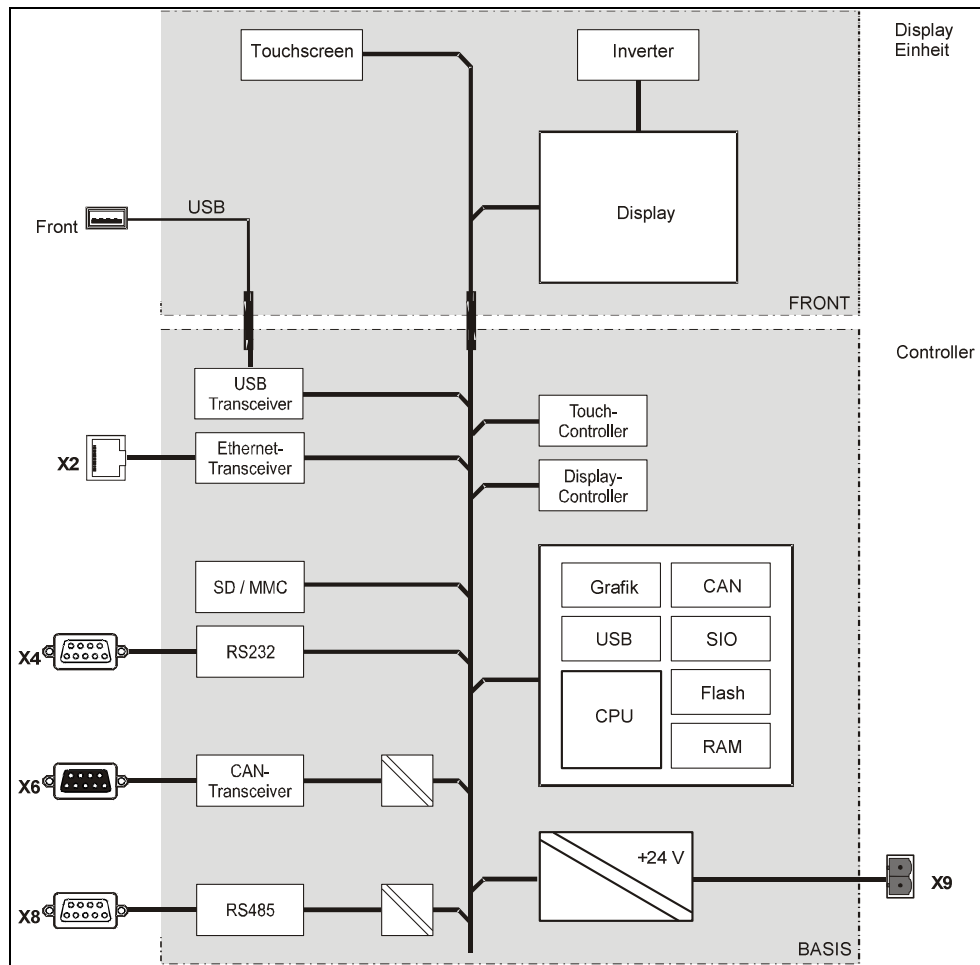 Touchscreen
Inverter
Display
Einheit
Display
USB
Front
FRONT
Controller
USB
Transceiver
Touch-
Controller
X2
Ethernet-
Transceiver
Display-
Controller
SD / MMC
Grafik
CAN
USB
SIO
X4
RS232
CPU
Flash
RAM
X6
CAN-
Transceiver
+24 V
X9
X8
RS485
BASIS